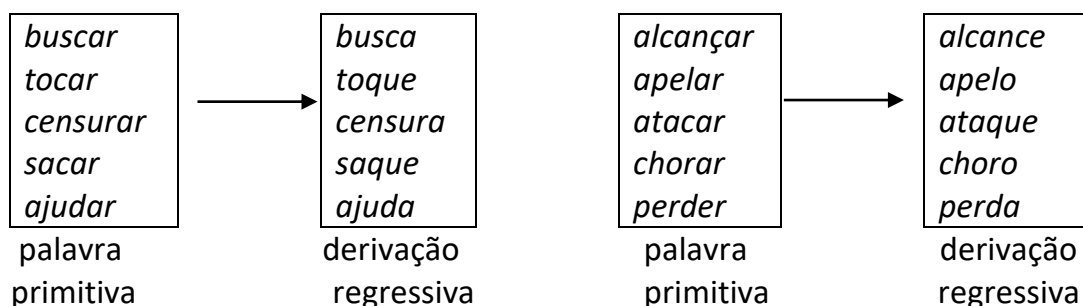 buscar
tocar
censurar
sacar
ajudar
palavra
primitiva
busca
toque
censura
saque
ajuda
derivação
regressiva
alcançar
apelar
atacar
chorar
perder
palavra
primitiva
alcance
apelo
ataque
choro
perda
derivação
regressiva